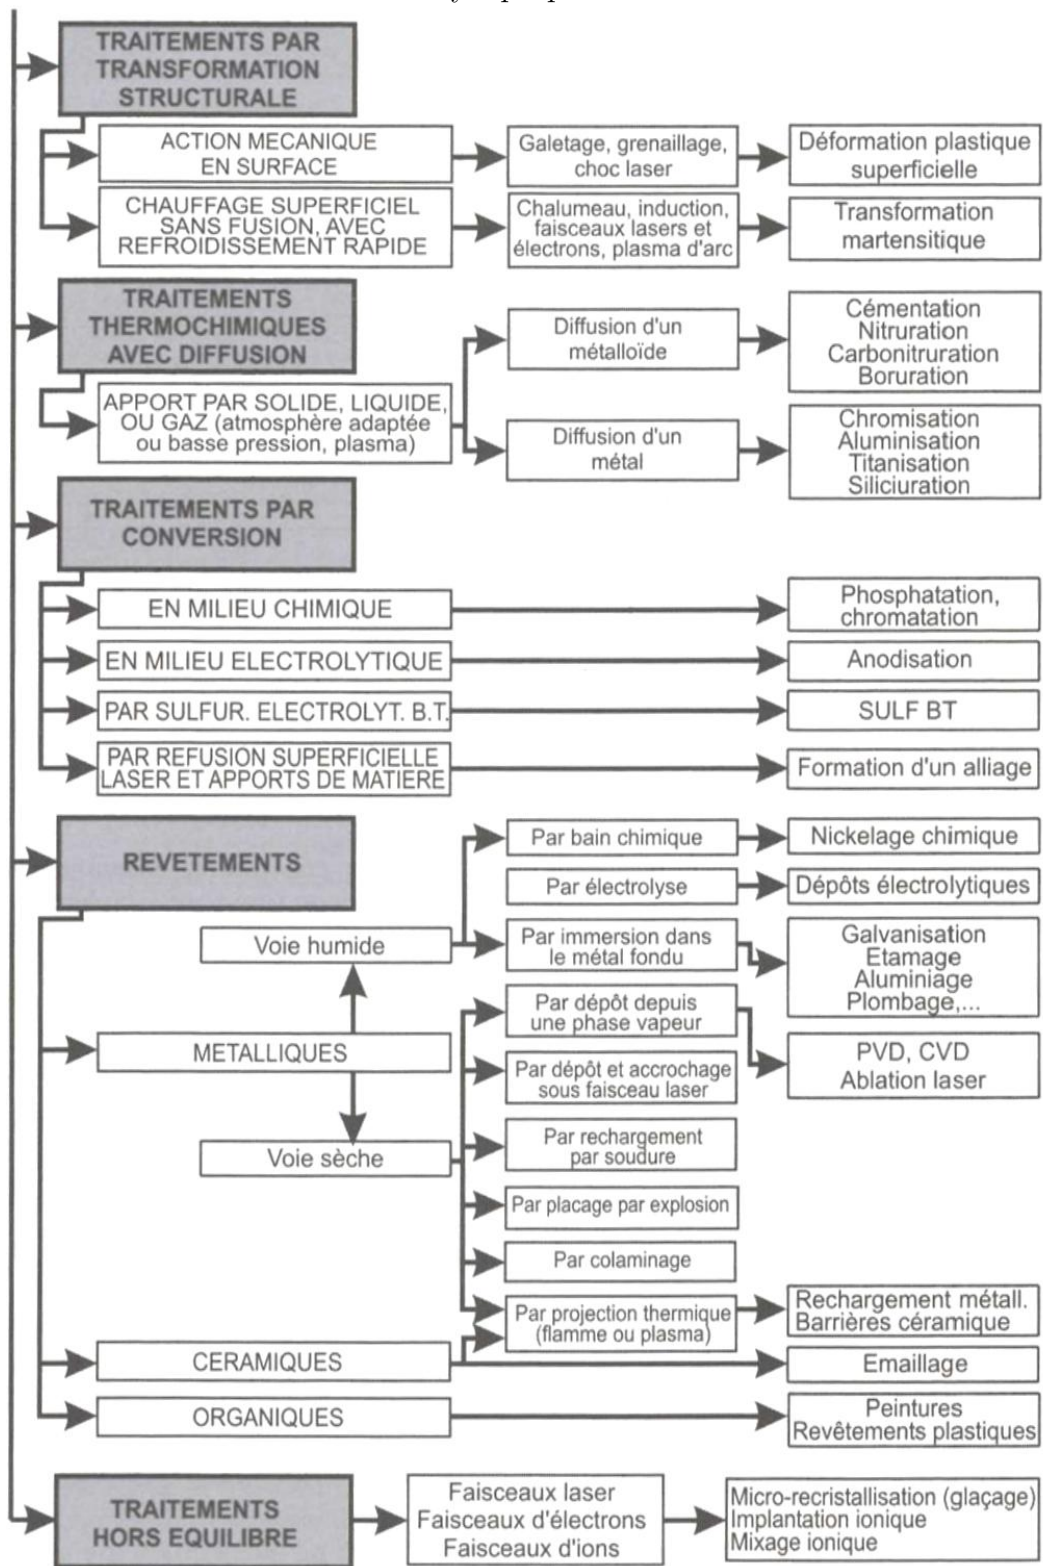 TRAITEMENTS PAR
TRANSFORMATION
STRUCTURALE
ACTION MECANIQUE
EN SURFACE
Galetage, grenaillage,
choc laser
Déformation plastique
superficielle
CHAUFFAGE SUPERFICIEL
SANS FUSION, AVEC
REFROIDISSEMENT RAPIDE
Chalumeau, induction,
faisceaux lasers et
électrons, plasma d'arc
Transformation
martensitique
TRAITEMENTS
THERMOCHIMIQUES
AVEC DIFFUSION
APPORT PAR SOLIDE, LIQUIDE,
OU GAZ (atmosphère adaptée
ou basse pression, plasma)
Diffusion d'un
métalloïde
Cémentation
Nitruration
Carbonitruration
Boruration
Diffusion d'un
métal
Chromisation
Aluminisation
Titanisation
Siliciuration
TRAITEMENTS PAR
CONVERSION
EN MILIEU CHIMIQUE
Phosphatation,
chromatation
EN MILIEU ELECTROLYTIQUE
Anodisation
PAR SULFUR. ELECTROLYT. B.T.
SULF BT
PAR REFUSION SUPERFICIELLE
LASER ET APPORTS DE MATIERE
Formation d'un alliage
REVETEMENTS
Par bain chimique
Nickelage chimique
Par électrolyse
Dépôts électrolytiques
Voie humide
Par immersion dans
le métal fondu
Galvanisation
Etamage
Aluminiage
Plombage,...
METALLIQUES
Par dépôt depuis
une phase vapeur
PVD, CVD
Ablation laser
Par dépôt et accrochage
sous faisceau laser
Voie sèche
Par rechargement
par soudure
Par placage par explosion
Par colaminage
Par projection thermique
(flamme ou plasma)
Rechargement métall.
Barrières céramique
CERAMIQUES
Emaillage
ORGANIQUES
Peintures
Revêtements plastiques
TRAITEMENTS
HORS EQUILIBRE
Faisceaux laser
Faisceaux d'électrons
Faisceaux d'ions
Micro-recristallisation (glaçage)
Implantation ionique
Mixage ionique